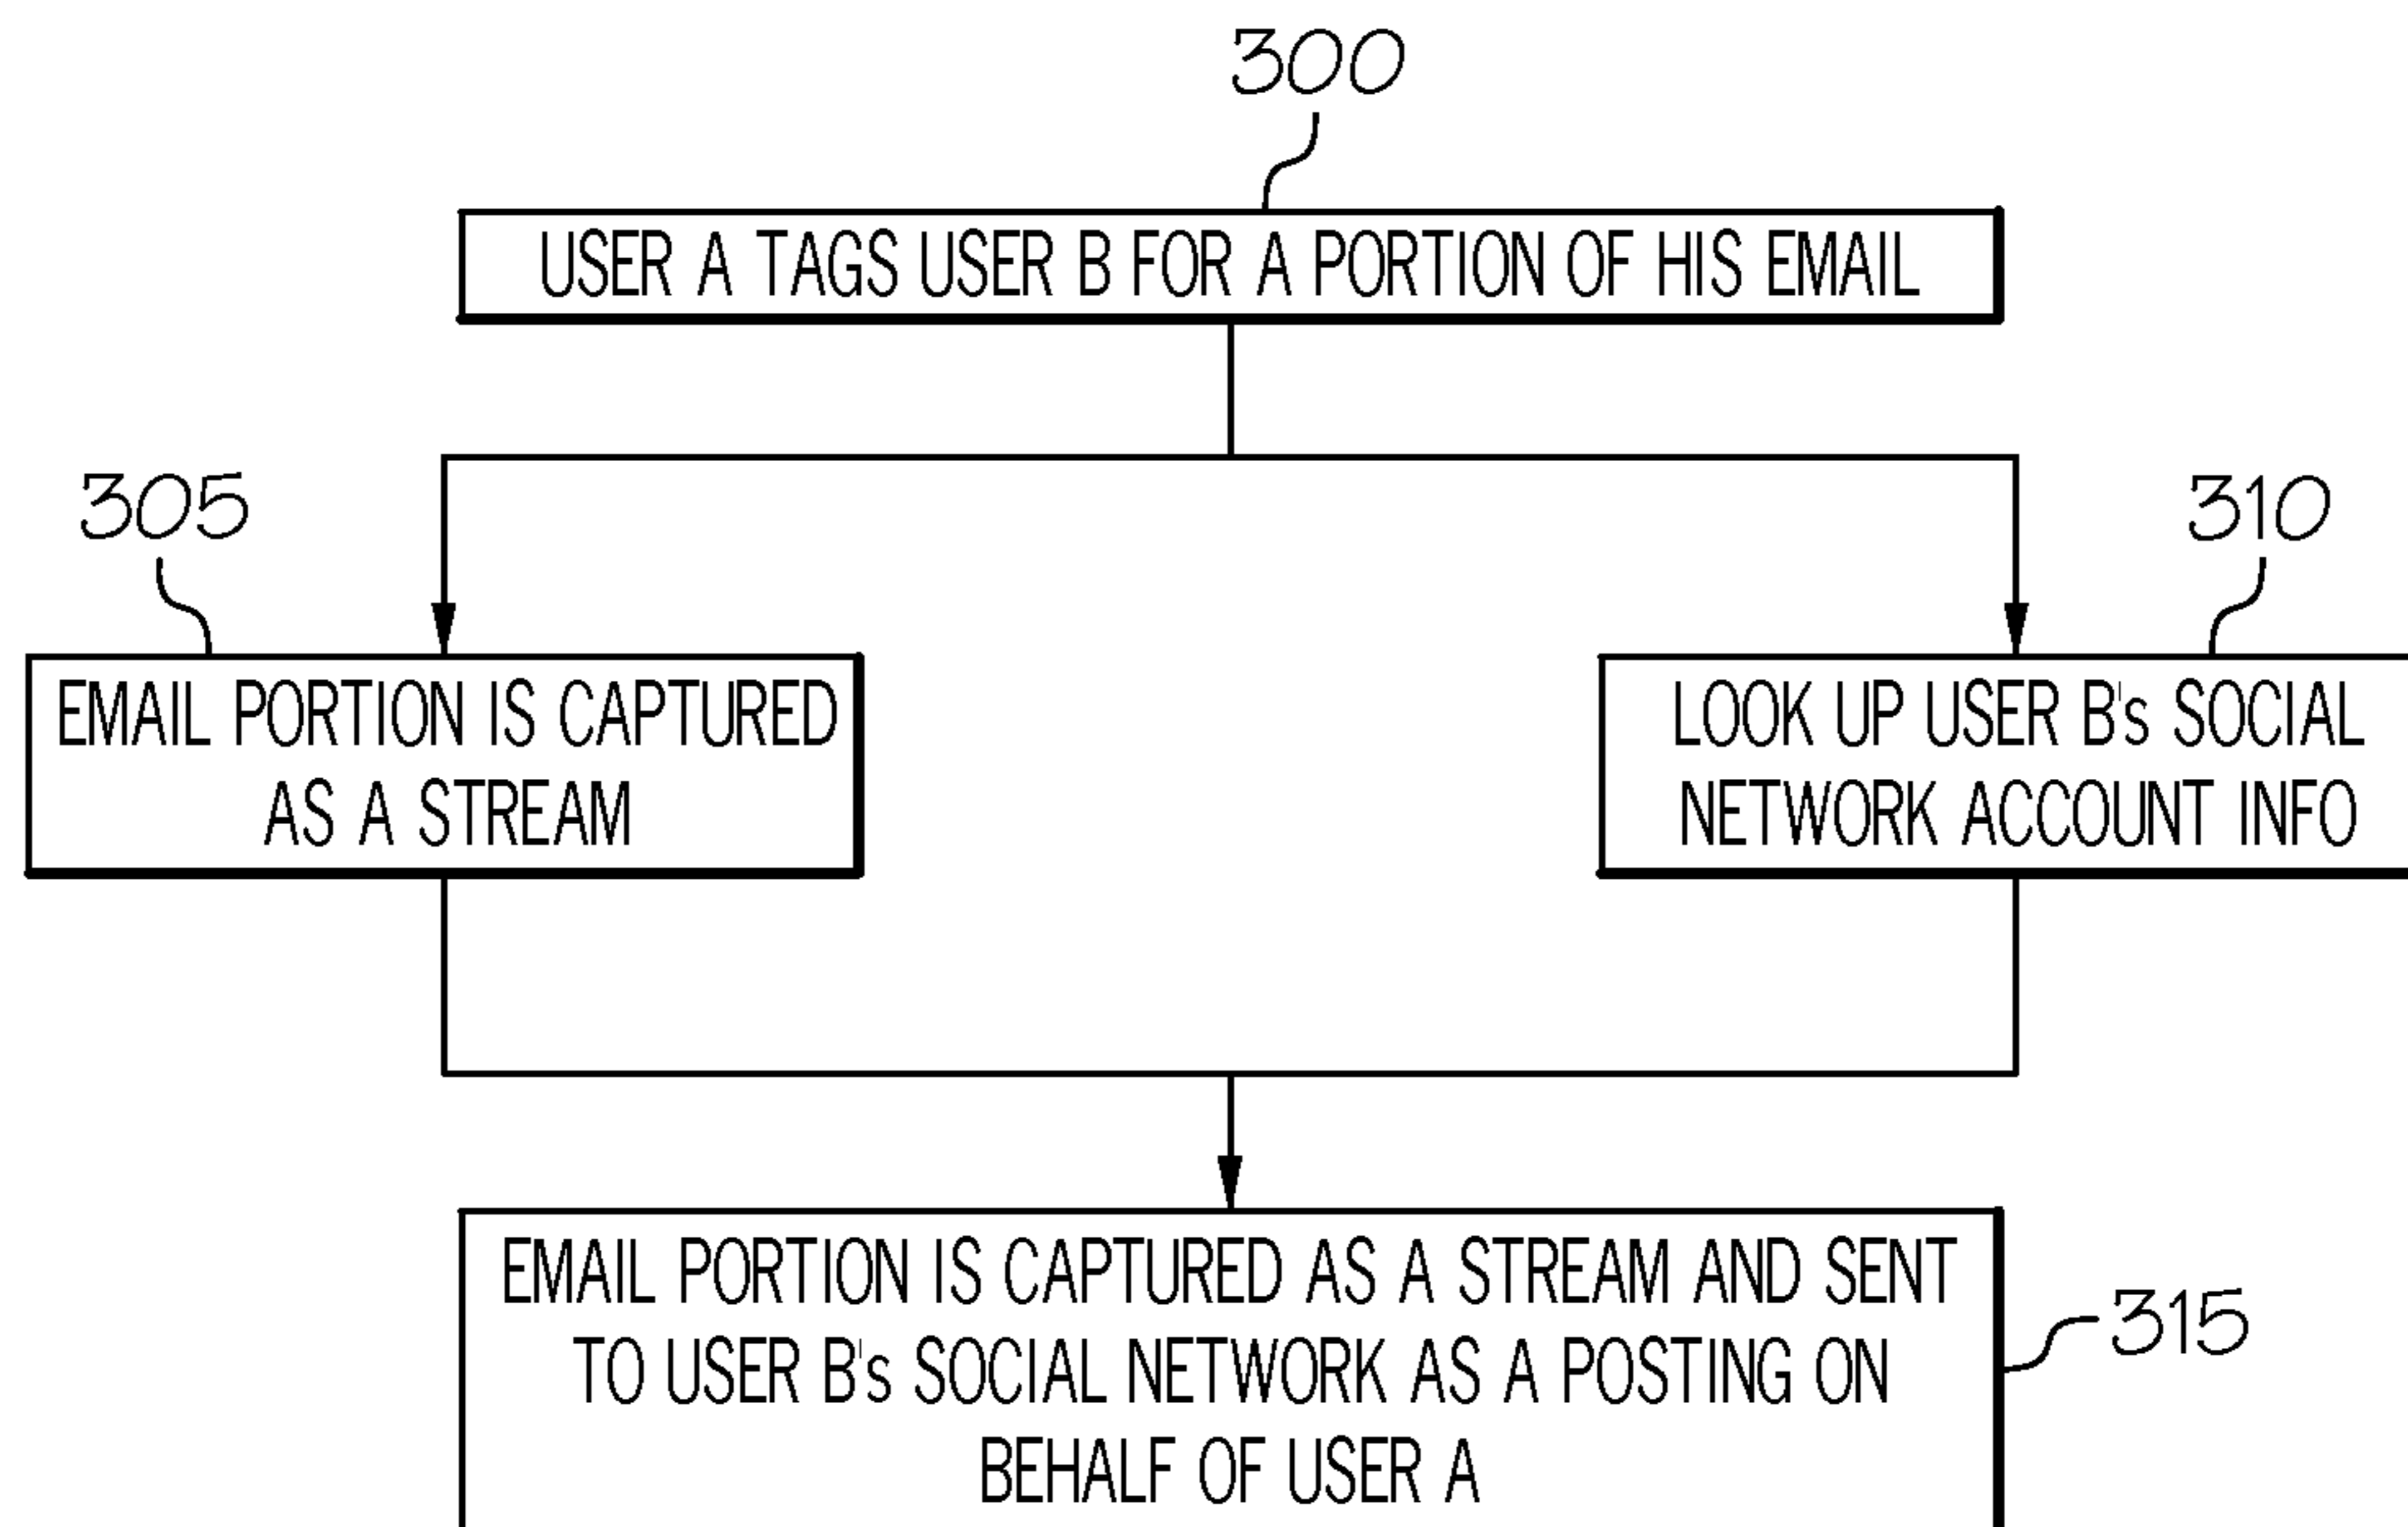 300
USER A TAGS USER B FOR A PORTION OF HIS EMAIL
305
310
EMAIL PORTION IS CAPTURED
AS A STREAM
LOOK UP USER B's SOCIAL
NETWORK ACCOUNT INFO
EMAIL PORTION IS CAPTURED AS A STREAM AND SENT
TO USER B's SOCIAL NETWORK AS A POSTING ON
BEHALF OF USER A
315